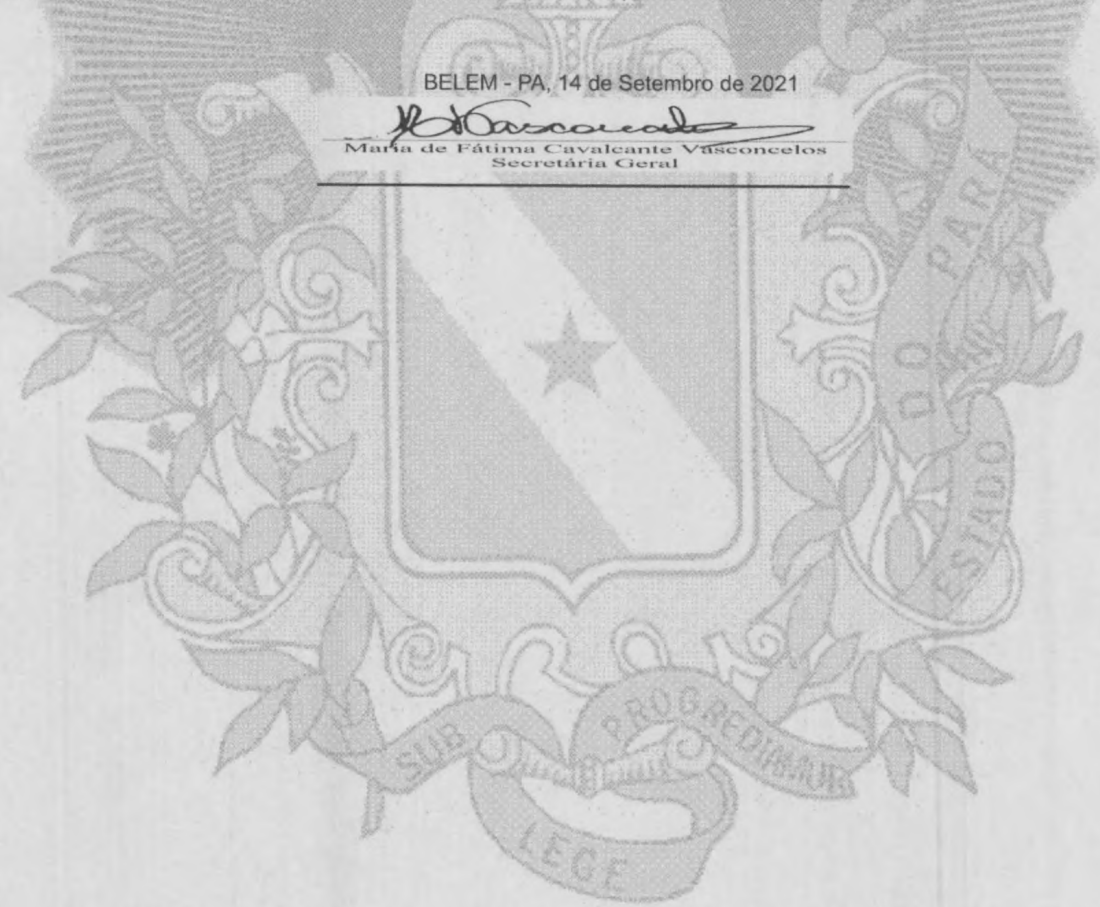 BELEM - PA, 14 de Setembro de 2021
Maria de Fátima Cavalcante Vasconcelos
Secretária Geral
ESTADO DO PARÁ
SUB LEGE PROGREDIAMUR